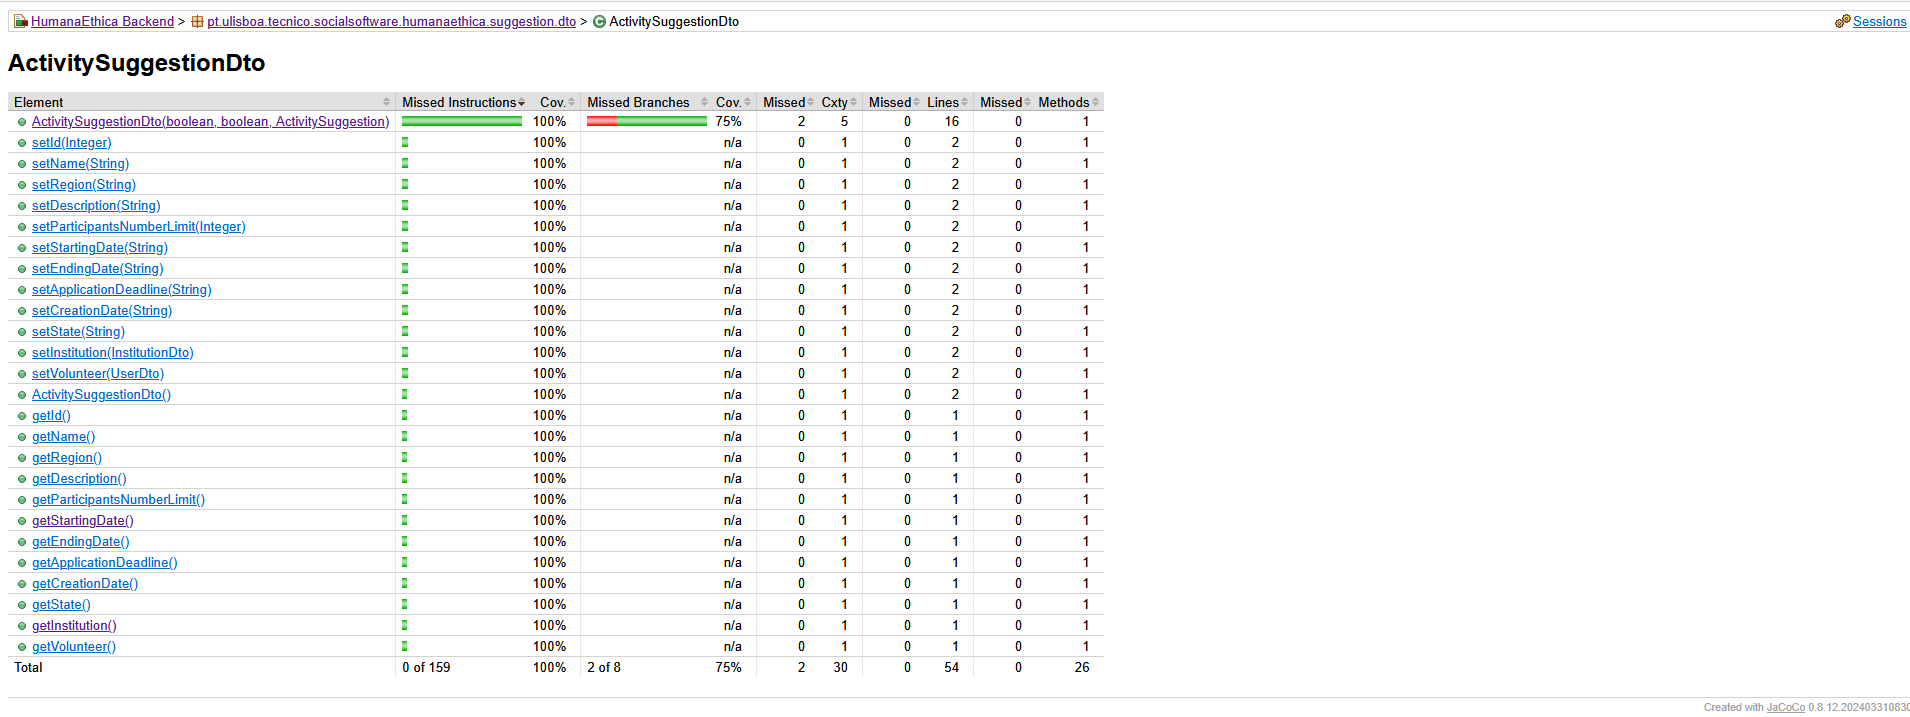 HumanaEthica Backend > pt.ulisboa.tecnico.socialsoftware.humanaethica.suggestion.dto > ActivitySuggestionDto Sessions
ActivitySuggestionDto
Element Missed Instructions Cov. Missed Branches Cov. Missed Cxty Missed Lines Missed Methods
ActivitySuggestionDto(boolean, boolean, ActivitySuggestion) 100% 75% 2 5 0 16 0 1
setId(Integer) 100% n/a 0 1 0 2 0 1
setName(String) 100% n/a 0 1 0 2 0 1
setRegion(String) 100% n/a 0 1 0 2 0 1
setDescription(String) 100% n/a 0 1 0 2 0 1
setParticipantsNumberLimit(Integer) 100% n/a 0 1 0 2 0 1
setStartingDate(String) 100% n/a 0 1 0 2 0 1
setEndingDate(String) 100% n/a 0 1 0 2 0 1
setApplicationDeadline(String) 100% n/a 0 1 0 2 0 1
setCreationDate(String) 100% n/a 0 1 0 2 0 1
setState(String) 100% n/a 0 1 0 2 0 1
setInstitution(InstitutionDto) 100% n/a 0 1 0 2 0 1
setVolunteer(UserDto) 100% n/a 0 1 0 2 0 1
ActivitySuggestionDto() 100% n/a 0 1 0 2 0 1
getId() 100% n/a 0 1 0 1 0 1
getName() 100% n/a 0 1 0 1 0 1
getRegion() 100% n/a 0 1 0 1 0 1
getDescription() 100% n/a 0 1 0 1 0 1
getParticipantsNumberLimit() 100% n/a 0 1 0 1 0 1
getStartingDate() 100% n/a 0 1 0 1 0 1
getEndingDate() 100% n/a 0 1 0 1 0 1
getApplicationDeadline() 100% n/a 0 1 0 1 0 1
getCreationDate() 100% n/a 0 1 0 1 0 1
getState() 100% n/a 0 1 0 1 0 1
getInstitution() 100% n/a 0 1 0 1 0 1
getVolunteer() 100% n/a 0 1 0 1 0 1
Total 0 of 159 100% 2 of 8 75% 2 30 0 54 0 26
Created with JaCoCo 0.8.12.202403310830